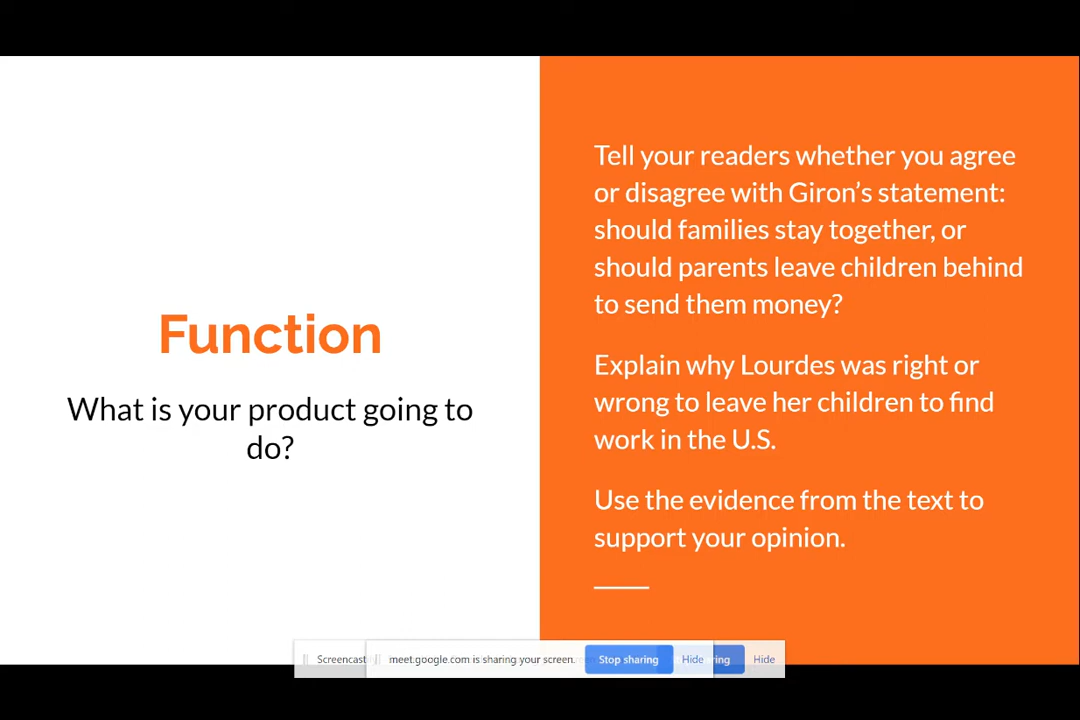 Function
What is your product going to
do?
Tell your readers whether you agree
or disagree with Giron’s statement:
should families stay together, or
should parents leave children behind
to send them money?
Explain why Lourdes was right or
wrong to leave her children to find
work in the U.S.
Use the evidence from the text to
support your opinion.
Screencast
meet.google.com is sharing your screen.
Stop sharing
Hide
Hide